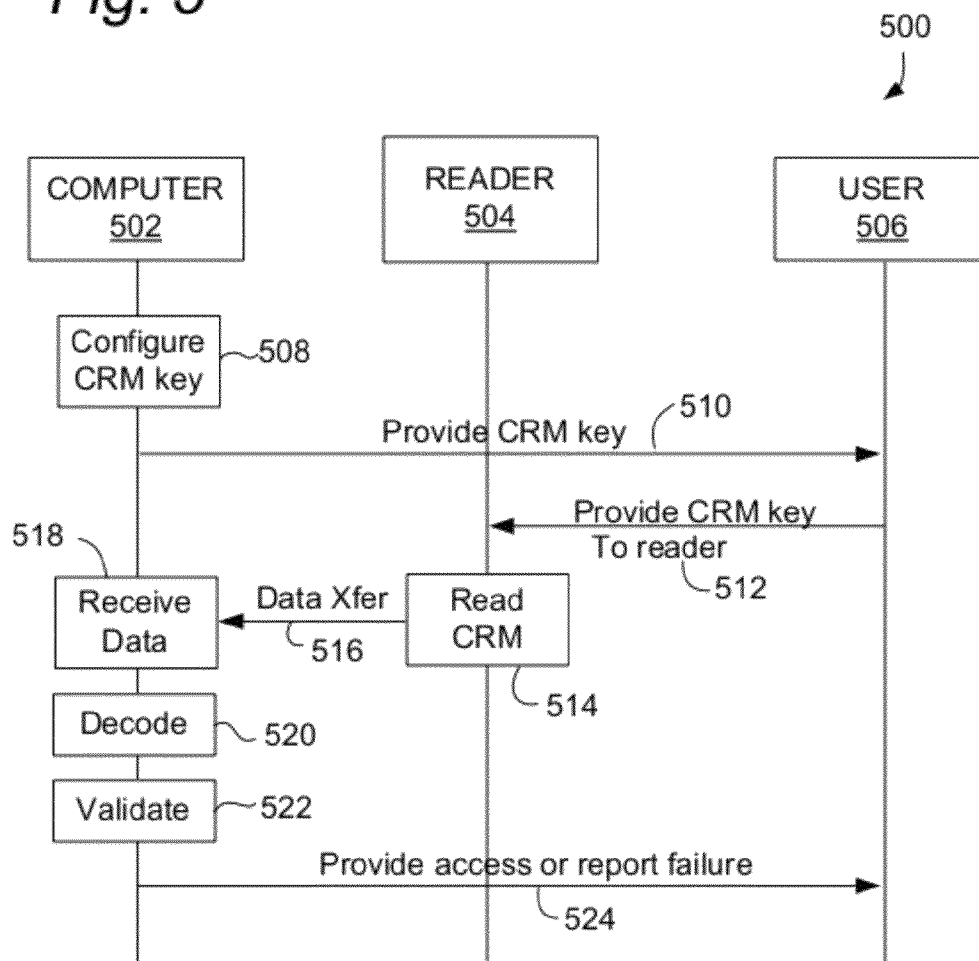 Fig. 5
500
COMPUTER
502
READER
504
USER
506
Configure
CRM key
508
Provide CRM key
510
Provide CRM key
To reader
512
518
Receive
Data
Data Xfer
516
Read
CRM
514
Decode
520
Validate
522
Provide access or report failure
524